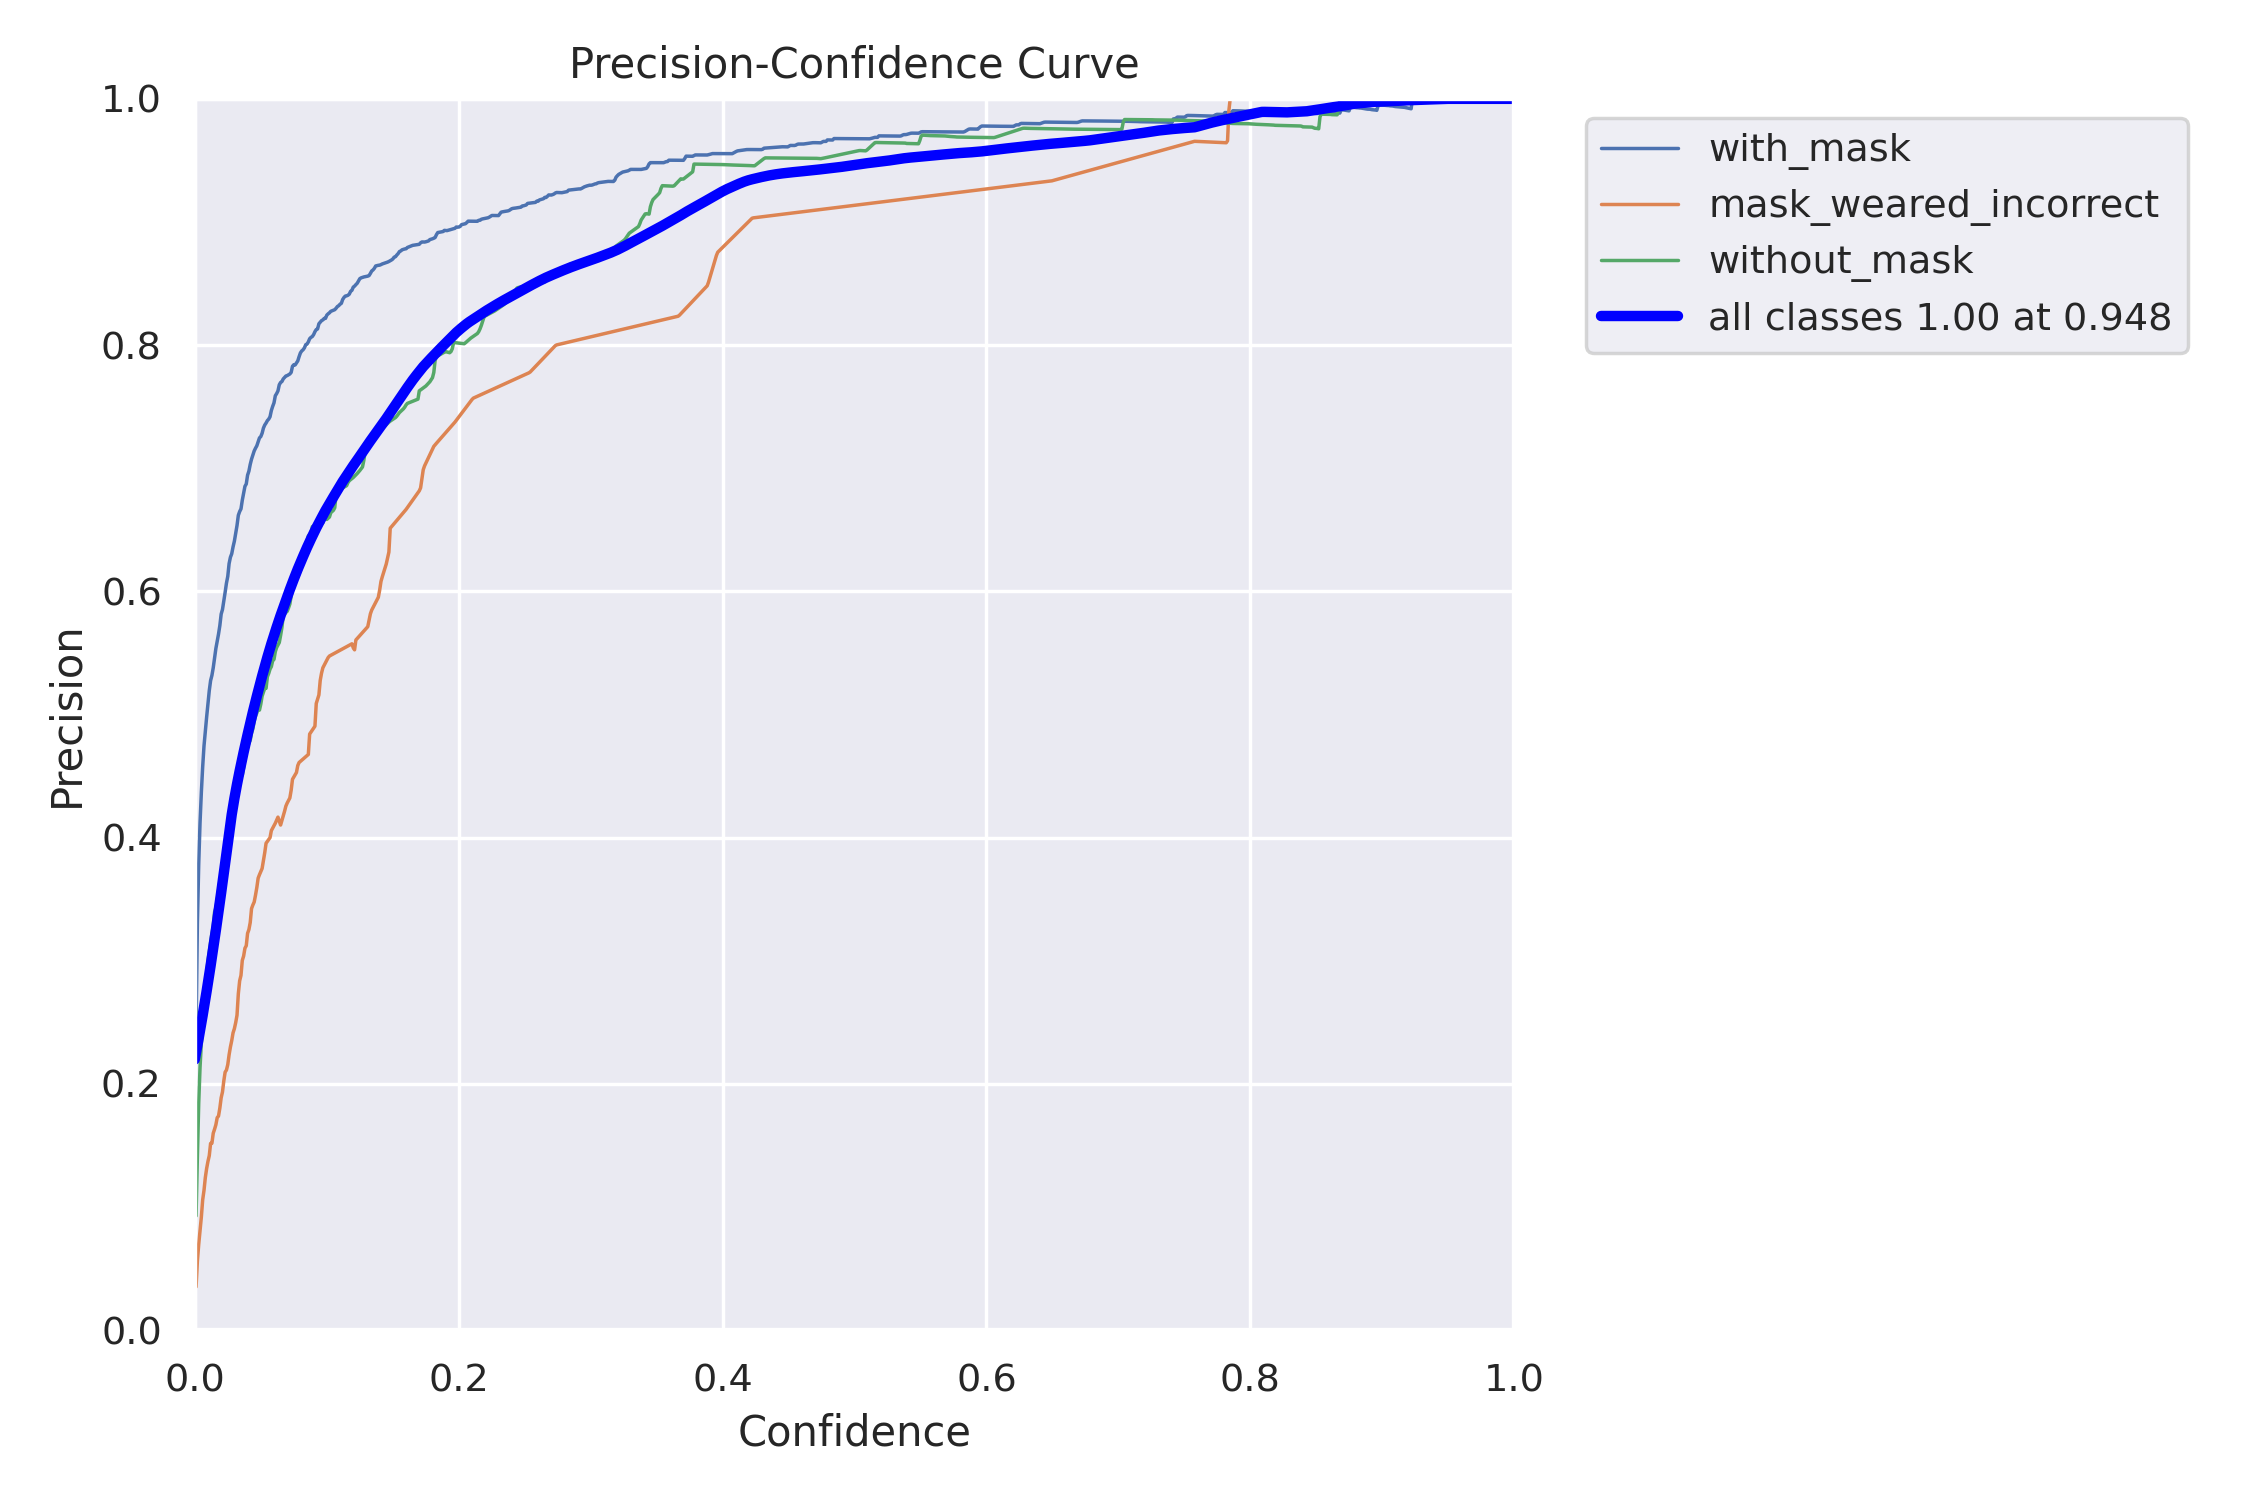 Precision-Confidence Curve
1.0
0.8
0.6
0.4
0.2
0.0
Precision
0.0 0.2 0.4 0.6 0.8 1.0
Confidence
with_mask
mask_weared_incorrect
without_mask
all classes 1.00 at 0.948